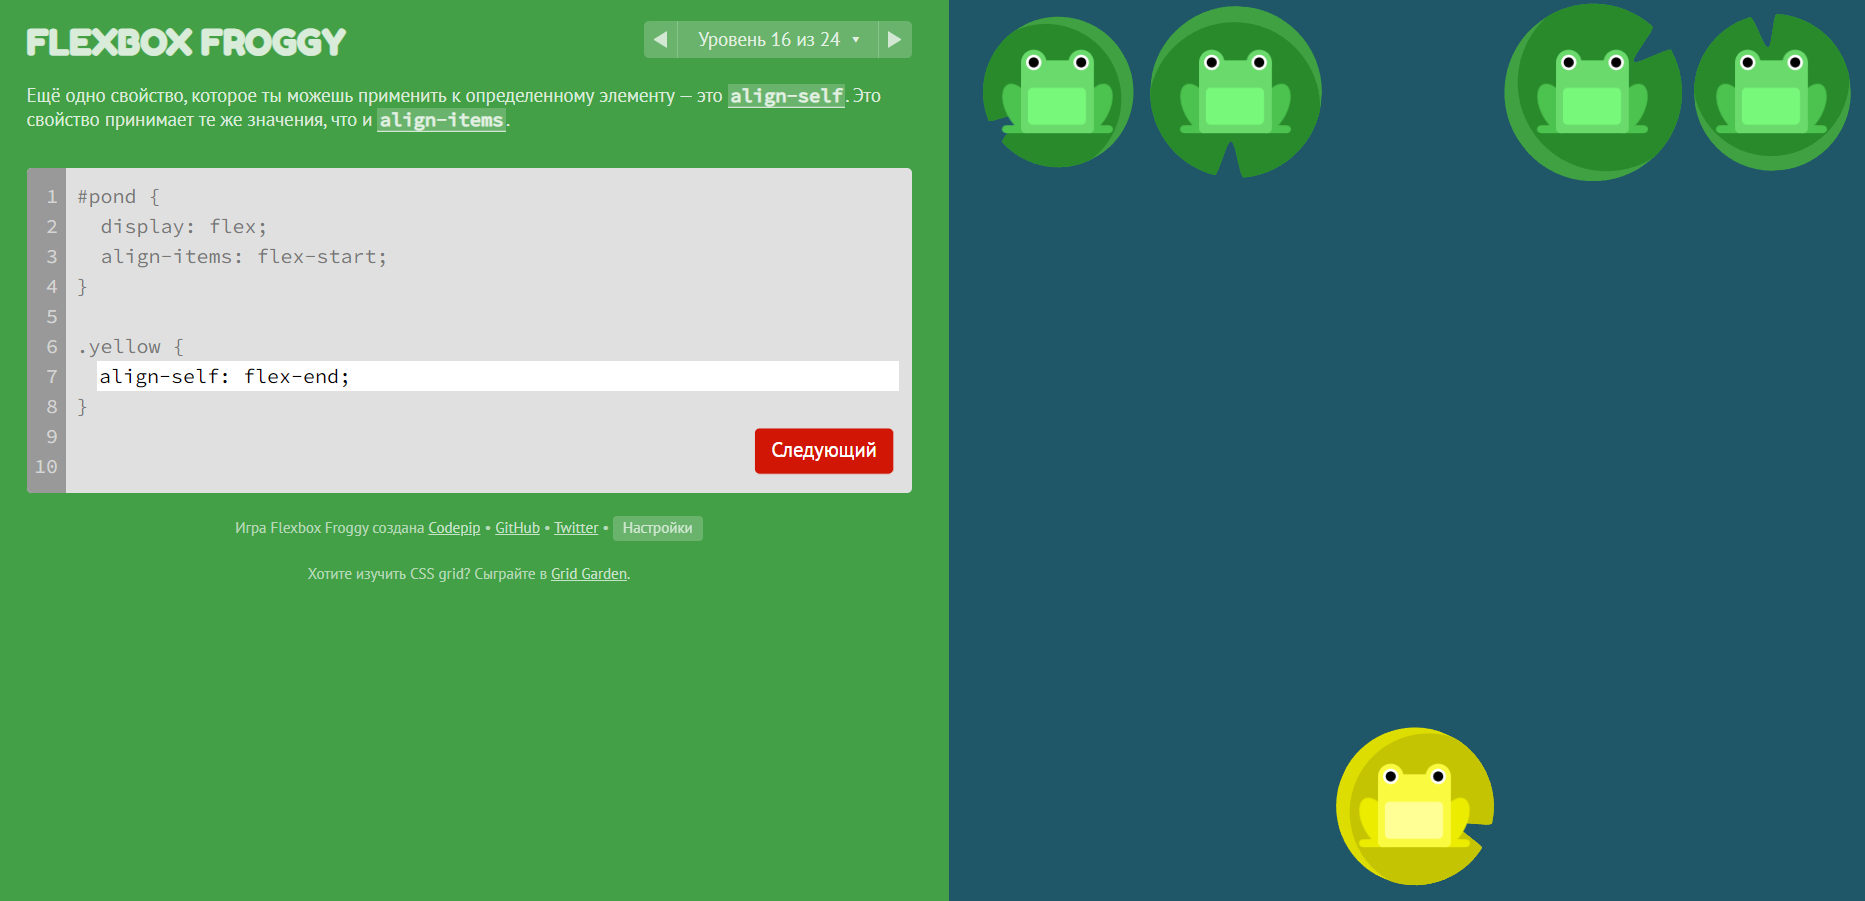 FLEXBOX FROGGY
◀ Уровень 16 из 24 ▾ ▶
Ещё одно свойство, которое ты можешь применить к определенному элементу — это align-self. Это
свойство принимает те же значения, что и align-items.
1 #pond {
2 display: flex;
3 align-items: flex-start;
4 }
5
6 .yellow {
7 align-self: flex-end;
8 }
9
10
Следующий
Игра Flexbox Froggy создана Codepip • GitHub • Twitter • Настройки
Хотите изучить CSS grid? Сыграйте в Grid Garden.